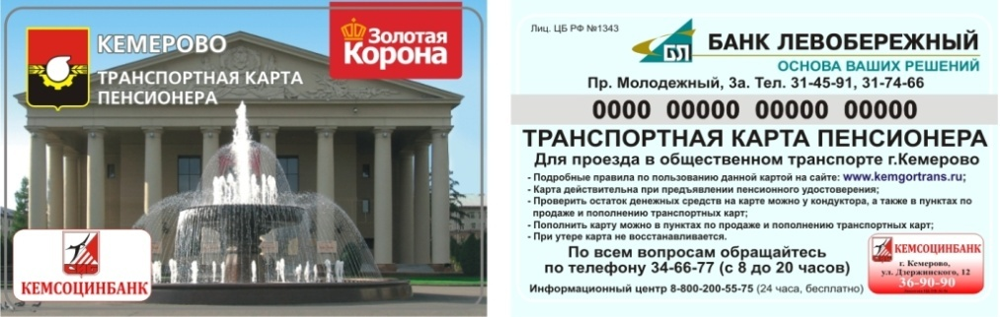 КЕМЕРОВО
ТРАНСПОРТНАЯ КАРТА
ПЕНСИОНЕРА
Золотая
Корона
КЕМСОЦИНБАНК
Лиц. ЦБ РФ №1343
БЛ
БАНК ЛЕВОБЕРЕЖНЫЙ
ОСНОВА ВАШИХ РЕШЕНИЙ
Пр. Молодежный, 3а. Тел. 31-45-91, 31-74-66
0000 00000 00000 00000
ТРАНСПОРТНАЯ КАРТА ПЕНСИОНЕРА
Для проезда в общественном транспорте г.Кемерово
- Подробные правила по пользованию данной картой на сайте: www.kemgortrans.ru;
- Карта действительна при предъявлении пенсионного удостоверения;
- Проверить остаток денежных средств на карте можно у кондуктора, а также в пунктах по
продаже и пополнению транспортных карт;
- Пополнить карту можно в пунктах по продаже и пополнению транспортных карт;
- При утере карта не восстанавливается.
По всем вопросам обращайтесь
по телефону 34-66-77 (с 8 до 20 часов)
Информационный центр 8-800-200-55-75 (24 часа, бесплатно)
КЕМСОЦИНБАНК
г. Кемерово,
ул. Дзержинского, 12
36-90-90